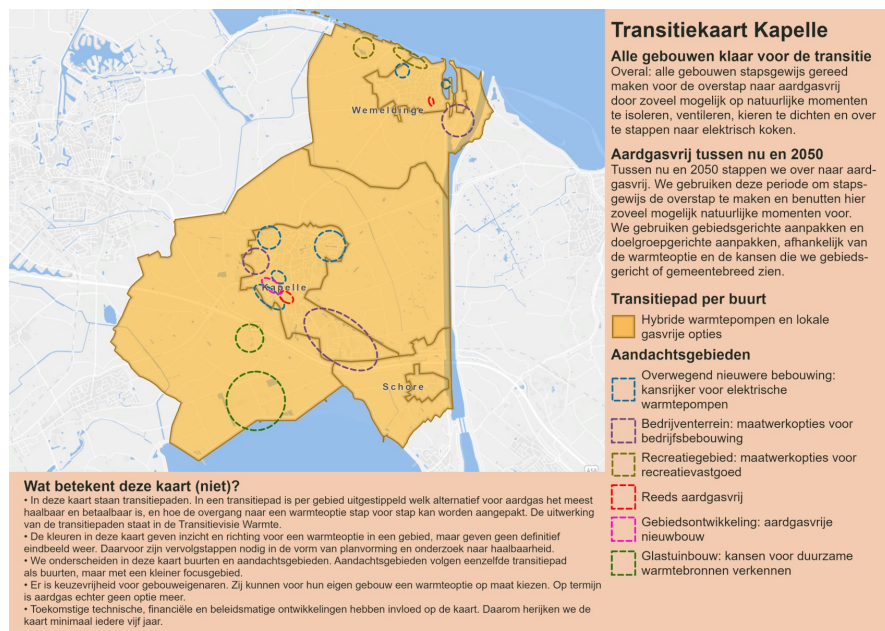 Transitiekaart Kapelle
Alle gebouwen klaar voor de transitie
Overal: alle gebouwen stapsgewijs gereed
maken voor de overstap naar aardgasvrij
door zoveel mogelijk op natuurlijke momenten
te isoleren, ventileren, kieren te dichten en over
te stappen naar elektrisch koken.
Aardgasvrij tussen nu en 2050
Tussen nu en 2050 stappen we over naar aard-
gasvrij. We gebruiken deze periode om staps-
gewijs de overstap te maken en benutten hier
zoveel mogelijk natuurlijke momenten voor.
We gebruiken gebiedsgerichte aanpakken en
doelgroepgerichte aanpakken, afhankelijk van
de warmteoptie en de kansen die we gebieds-
gericht of gemeentebreed zien.
Transitiepad per buurt
Hybride warmtepompen en lokale
gasvrije opties
Aandachtsgebieden
Overwegend nieuwere bebouwing:
kansrijker voor elektrische
warmtepompen
Bedrijventerrein: maatwerkopties voor
bedrijfsbebouwing
Recreatiegebied: maatwerkopties voor
recreatievastgoed
Reeds aardgasvrij
Gebiedsontwikkeling: aardgasvrije
nieuwbouw
Glastuinbouw: kansen voor duurzame
warmtebronnen verkennen
Wemeldinge
Kapelle
Schore
Wat betekent deze kaart (niet)?
• In deze kaart staan transitiepaden. In een transitiepad is per gebied uitgestippeld welk alternatief voor aardgas het meest
haalbaar en betaalbaar is, en hoe de overgang naar een warmteoptie stap voor stap kan worden aangepakt. De uitwerking
van de transitiepaden staat in de Transitievisie Warmte.
• De kleuren in deze kaart geven inzicht en richting voor een warmteoptie in een gebied, maar geven geen definitief
eindbeeld weer. Daarvoor zijn vervolgstappen nodig in de vorm van planvorming en onderzoek naar haalbaarheid.
• We onderscheiden in deze kaart buurten en aandachtsgebieden. Aandachtsgebieden volgen eenzelfde transitiepad
als buurten, maar met een kleiner focusgebied.
• Er is keuzevrijheid voor gebouweigenaren. Zij kunnen voor hun eigen gebouw een warmteoptie op maat kiezen. Op termijn
is aardgas echter geen optie meer.
• Toekomstige technische, financiële en beleidsmatige ontwikkelingen hebben invloed op de kaart. Daarom herijken we de
kaart minimaal iedere vijf jaar.